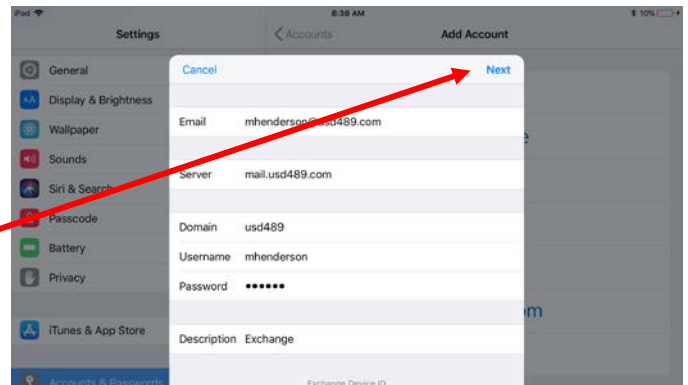 iPad 8:38 AM 10%
Settings Accounts Add Account
Cancel Next
General
Display & Brightness
Email mhenderson@usd489.com
Wallpaper
Sounds
Server mail.usd489.com
Siri & Search
Passcode
Domain usd489
Battery
Username mhenderson
Privacy
Password ••••••
iTunes & App Store
Description Exchange
Accounts & Passwords
Exchange Device ID